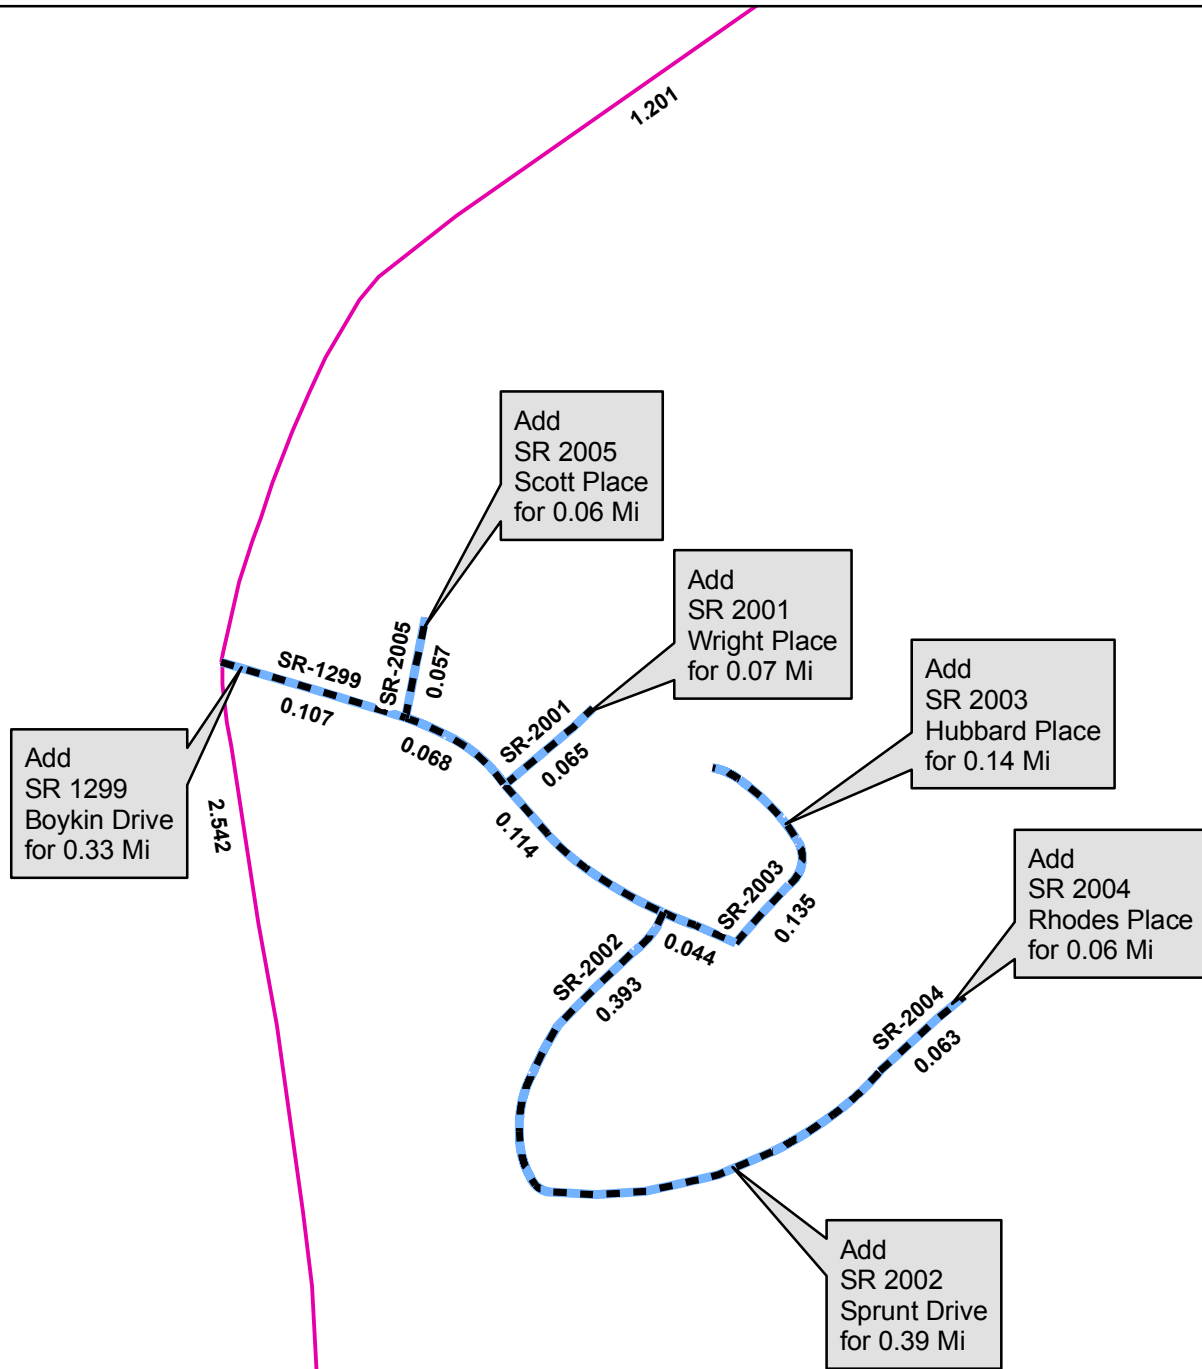 1.201
Add
SR 2005
Scott Place
for 0.06 Mi
Add
SR 2001
Wright Place
for 0.07 Mi
SR-2005
0.057
SR-1299
0.107
Add
SR 2003
Hubbard Place
for 0.14 Mi
SR-2001
0.065
0.068
Add
SR 1299
Boykin Drive
for 0.33 Mi
2.542
0.114
Add
SR 2004
Rhodes Place
for 0.06 Mi
SR-2003
0.135
0.044
SR-2002
0.393
SR-2004
0.063
Add
SR 2002
Sprunt Drive
for 0.39 Mi